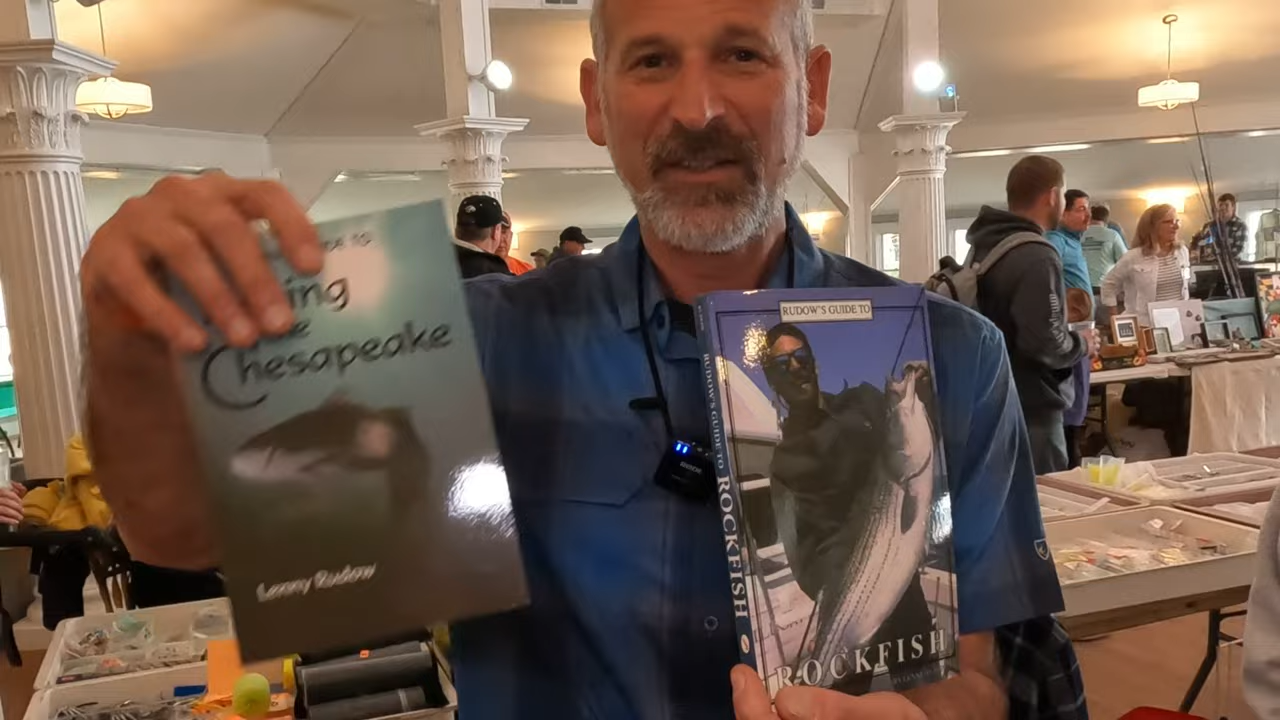 ing
Chesapeake
Lenny Rudow
RUDOW'S GUIDE TO
RUDOW'S GUIDE TO ROCKFISH
ROCKFISH